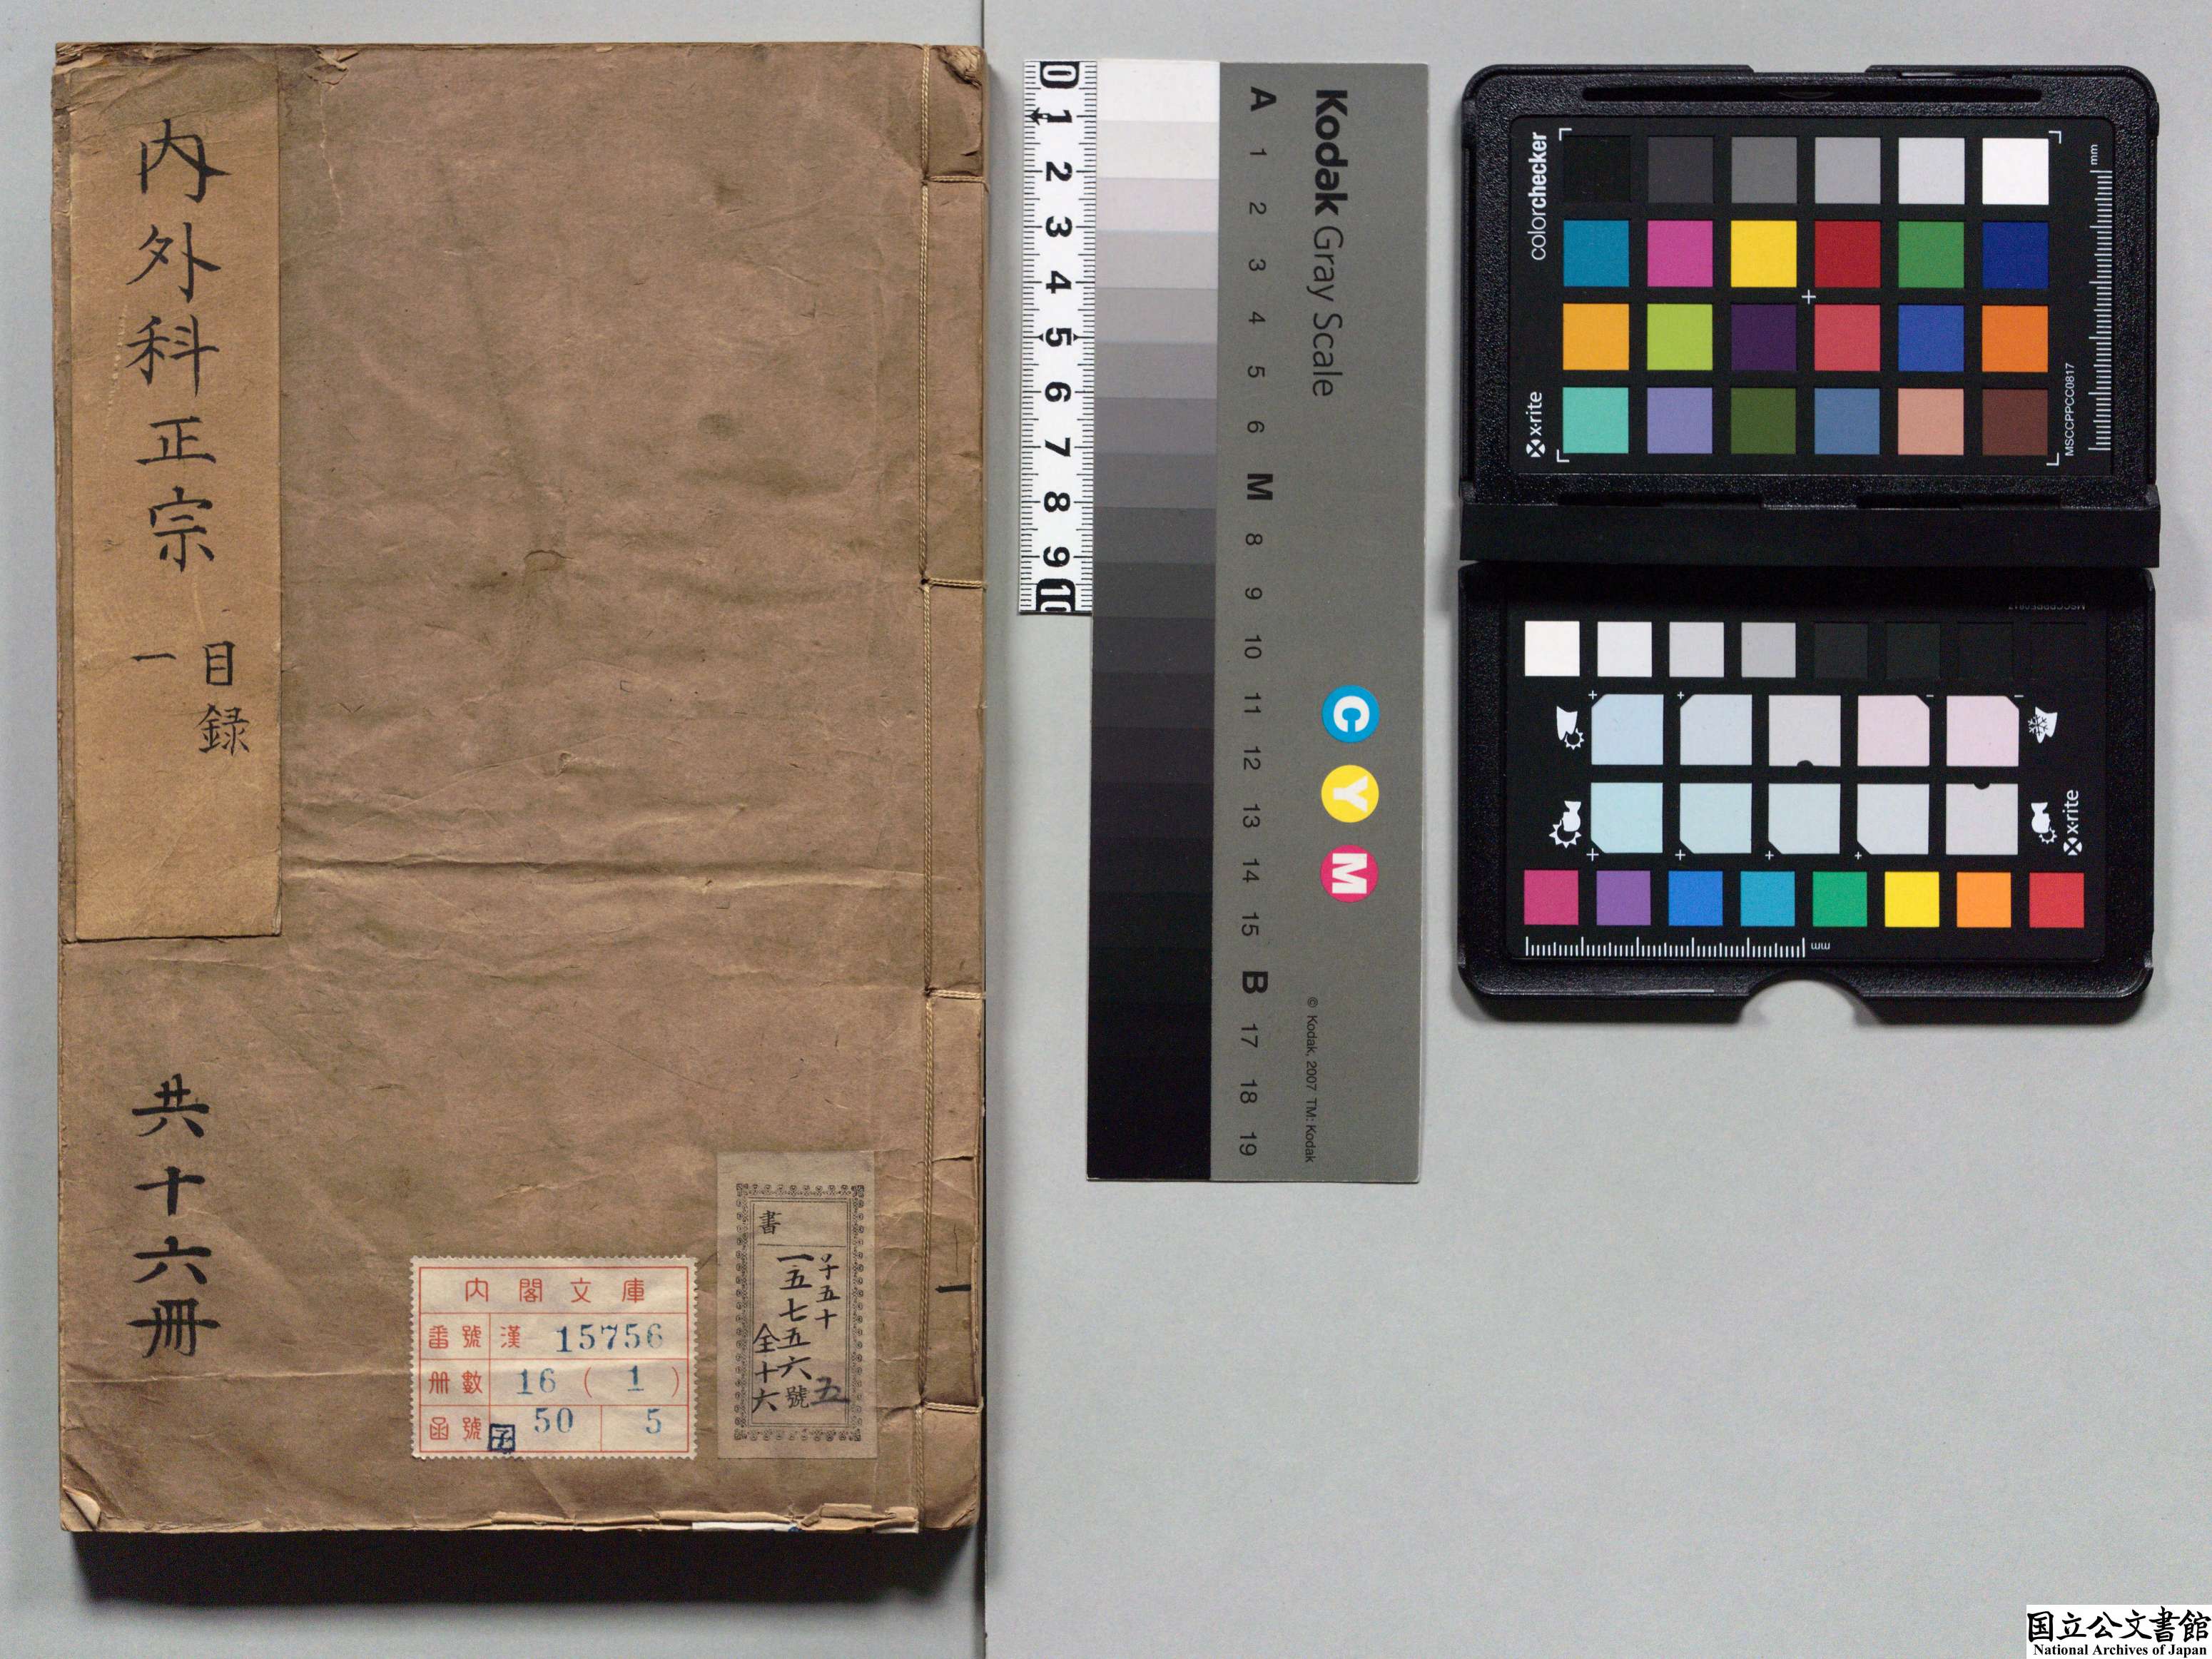 内外科正宗
目録
一
共十六冊
内閣文庫
番號 漢 15756
冊數 16 ( 1 )
函號 子 50 5
書
子五十
一五七五六號
全十六
五
一
0 1 2 3 4 5 6 7 8 9 10
Kodak Gray Scale
A 1 2 3 4 5 6 M 8 9 10 11 12 13 14 15 B 17 18 19
C Y M
© Kodak, 2007 TM: Kodak
colorchecker
x·rite
mm
MSCCPPCC0817
x·rite
mm
国立公文書館
National Archives of Japan